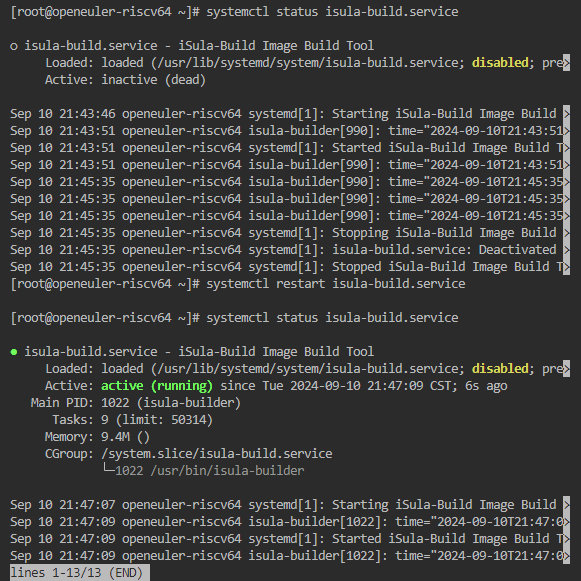 [root@openeuler-riscv64 ~]# systemctl status isula-build.service
○ isula-build.service - iSula-Build Image Build Tool
Loaded: loaded (/usr/lib/systemd/system/isula-build.service; disabled; pre>
Active: inactive (dead)
Sep 10 21:43:46 openeuler-riscv64 systemd[1]: Starting iSula-Build Image Build >
Sep 10 21:43:51 openeuler-riscv64 isula-builder[990]: time="2024-09-10T21:43:51>
Sep 10 21:43:51 openeuler-riscv64 systemd[1]: Started iSula-Build Image Build T>
Sep 10 21:43:51 openeuler-riscv64 isula-builder[990]: time="2024-09-10T21:43:51>
Sep 10 21:45:35 openeuler-riscv64 isula-builder[990]: time="2024-09-10T21:45:35>
Sep 10 21:45:35 openeuler-riscv64 isula-builder[990]: time="2024-09-10T21:45:35>
Sep 10 21:45:35 openeuler-riscv64 isula-builder[990]: time="2024-09-10T21:45:35>
Sep 10 21:45:35 openeuler-riscv64 systemd[1]: Stopping iSula-Build Image Build >
Sep 10 21:45:35 openeuler-riscv64 systemd[1]: isula-build.service: Deactivated >
Sep 10 21:45:35 openeuler-riscv64 systemd[1]: Stopped iSula-Build Image Build T>
[root@openeuler-riscv64 ~]# systemctl restart isula-build.service
[root@openeuler-riscv64 ~]# systemctl status isula-build.service
● isula-build.service - iSula-Build Image Build Tool
Loaded: loaded (/usr/lib/systemd/system/isula-build.service; disabled; pre>
Active: active (running) since Tue 2024-09-10 21:47:09 CST; 6s ago
Main PID: 1022 (isula-builder)
Tasks: 9 (limit: 50314)
Memory: 9.4M ()
CGroup: /system.slice/isula-build.service
└─1022 /usr/bin/isula-builder
Sep 10 21:47:07 openeuler-riscv64 systemd[1]: Starting iSula-Build Image Build >
Sep 10 21:47:09 openeuler-riscv64 isula-builder[1022]: time="2024-09-10T21:47:0>
Sep 10 21:47:09 openeuler-riscv64 systemd[1]: Started iSula-Build Image Build T>
Sep 10 21:47:09 openeuler-riscv64 isula-builder[1022]: time="2024-09-10T21:47:0>
lines 1-13/13 (END)